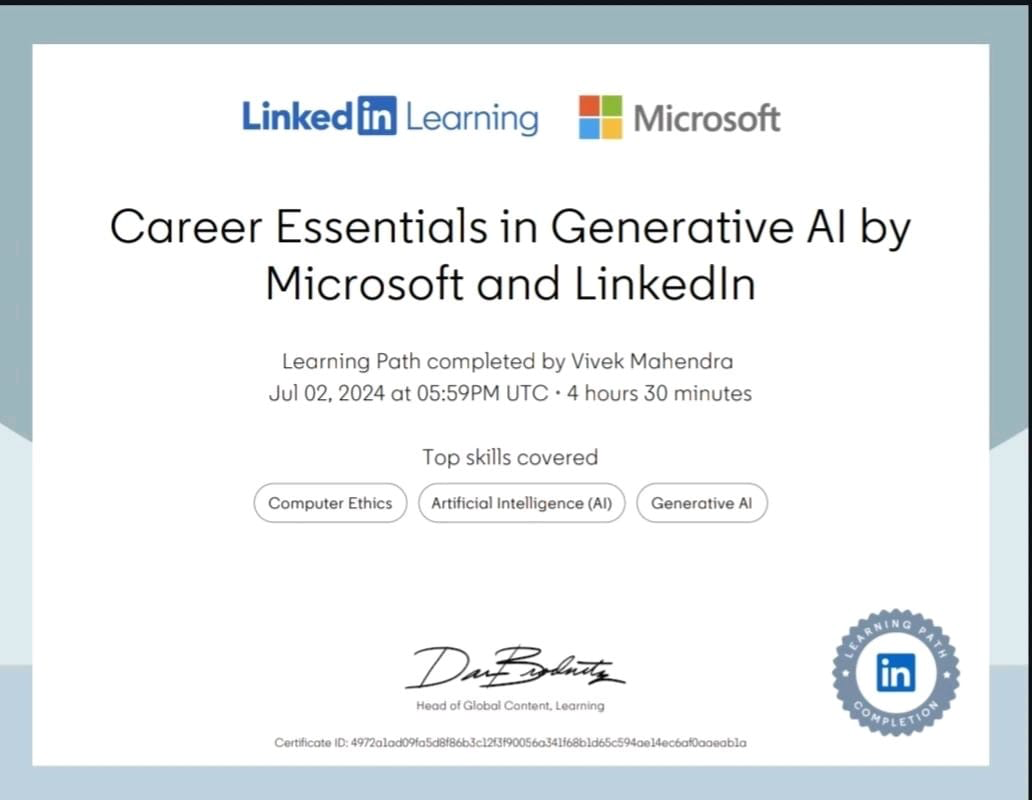 LinkedIn Learning Microsoft
Career Essentials in Generative AI by
Microsoft and LinkedIn
Learning Path completed by Vivek Mahendra
Jul 02, 2024 at 05:59PM UTC · 4 hours 30 minutes
Top skills covered
Computer Ethics Artificial Intelligence (AI) Generative AI
Dan Brodnitz
Head of Global Content, Learning
LEARNING PATH
in
COMPLETION
Certificate ID: 4972a1ad09fa5d8f86b3c12f3f90056a341f68b1d65c594ae14ec6af0aaeab1a